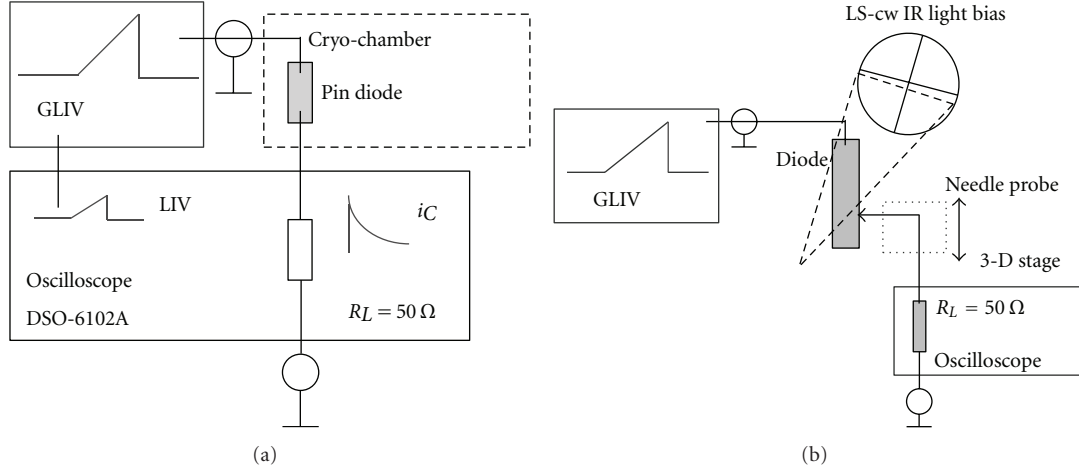 Cryo-chamber
Pin diode
GLIV
LIV
iC
Oscilloscope
DSO-6102A
RL = 50 Ω
(a)
LS-cw IR light bias
Diode
GLIV
Needle probe
3-D stage
RL = 50 Ω
Oscilloscope
(b)